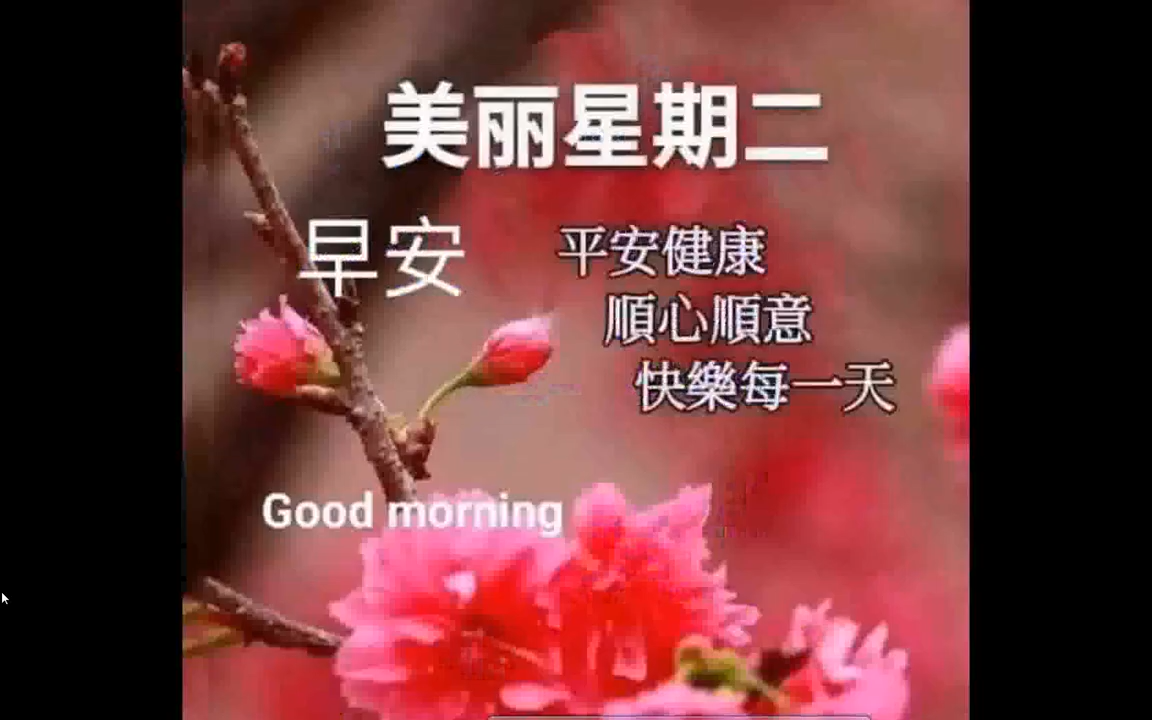 美丽星期二
早安
平安健康
順心順意
快樂每一天
Good morning